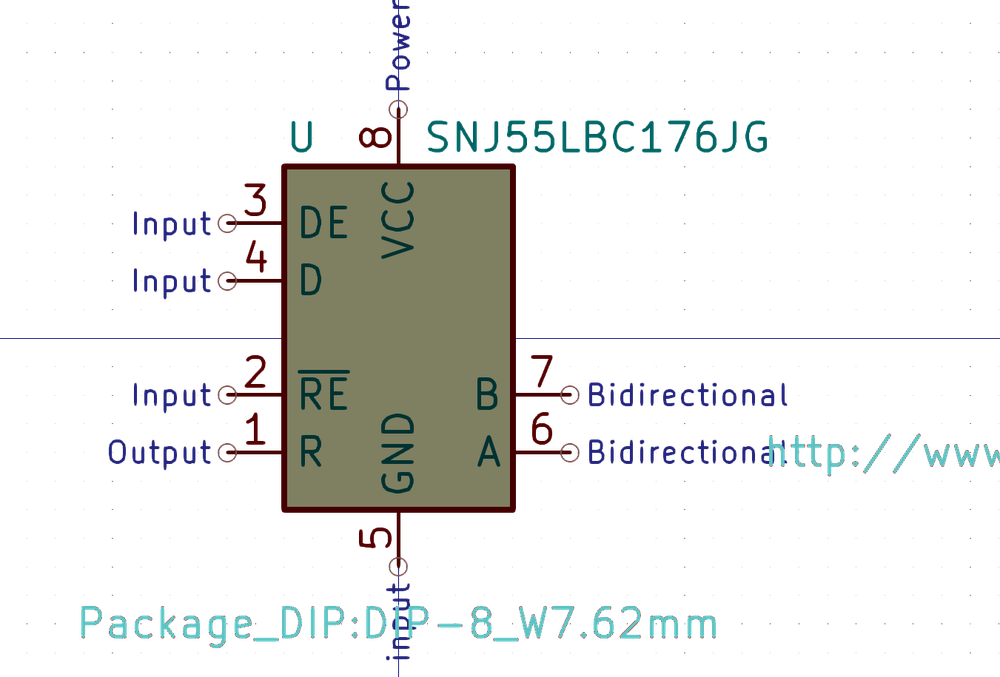 Power
U
8
SNJ55LBC176JG
VCC
Input
3
DE
Input
4
D
Input
2
RE
B
7
Bidirectional
Output
1
R
GND
A
6
Bidirectional
http://www
5
input
Package_DIP:DIP-8_W7.62mm